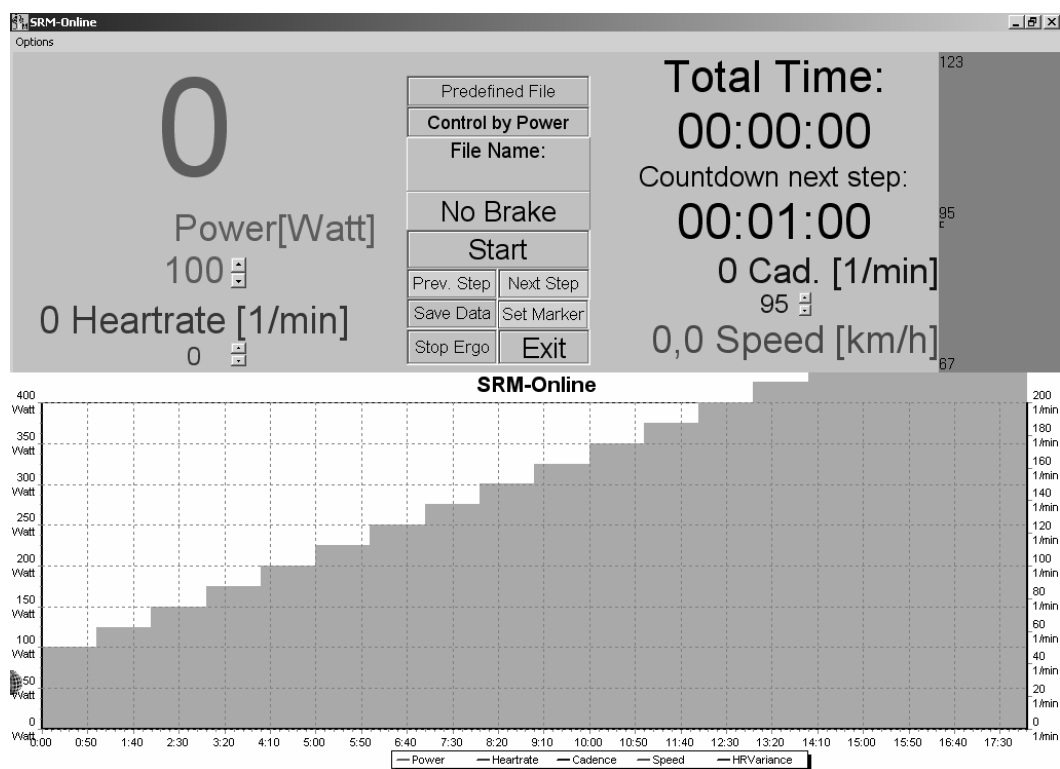 SRM-Online
Options
0
Power[Watt]
100
0 Heartrate [1/min]
0
Predefined File
Control by Power
File Name:
No Brake
Start
Prev. Step Next Step
Save Data Set Marker
Stop Ergo Exit
Total Time:
00:00:00
Countdown next step:
00:01:00
0 Cad. [1/min]
95
0,0 Speed [km/h]
123
95
67
SRM-Online
400
Watt
350
Watt
300
Watt
250
Watt
200
Watt
150
Watt
100
Watt
50
Watt
0
Watt
200
1/min
180
1/min
160
1/min
140
1/min
120
1/min
100
1/min
80
1/min
60
1/min
40
1/min
20
1/min
0
1/min
0:00 0:50 1:40 2:30 3:20 4:10 5:00 5:50 6:40 7:30 8:20 9:10 10:00 10:50 11:40 12:30 13:20 14:10 15:00 15:50 16:40 17:30
Power Heartrate Cadence Speed HRVariance